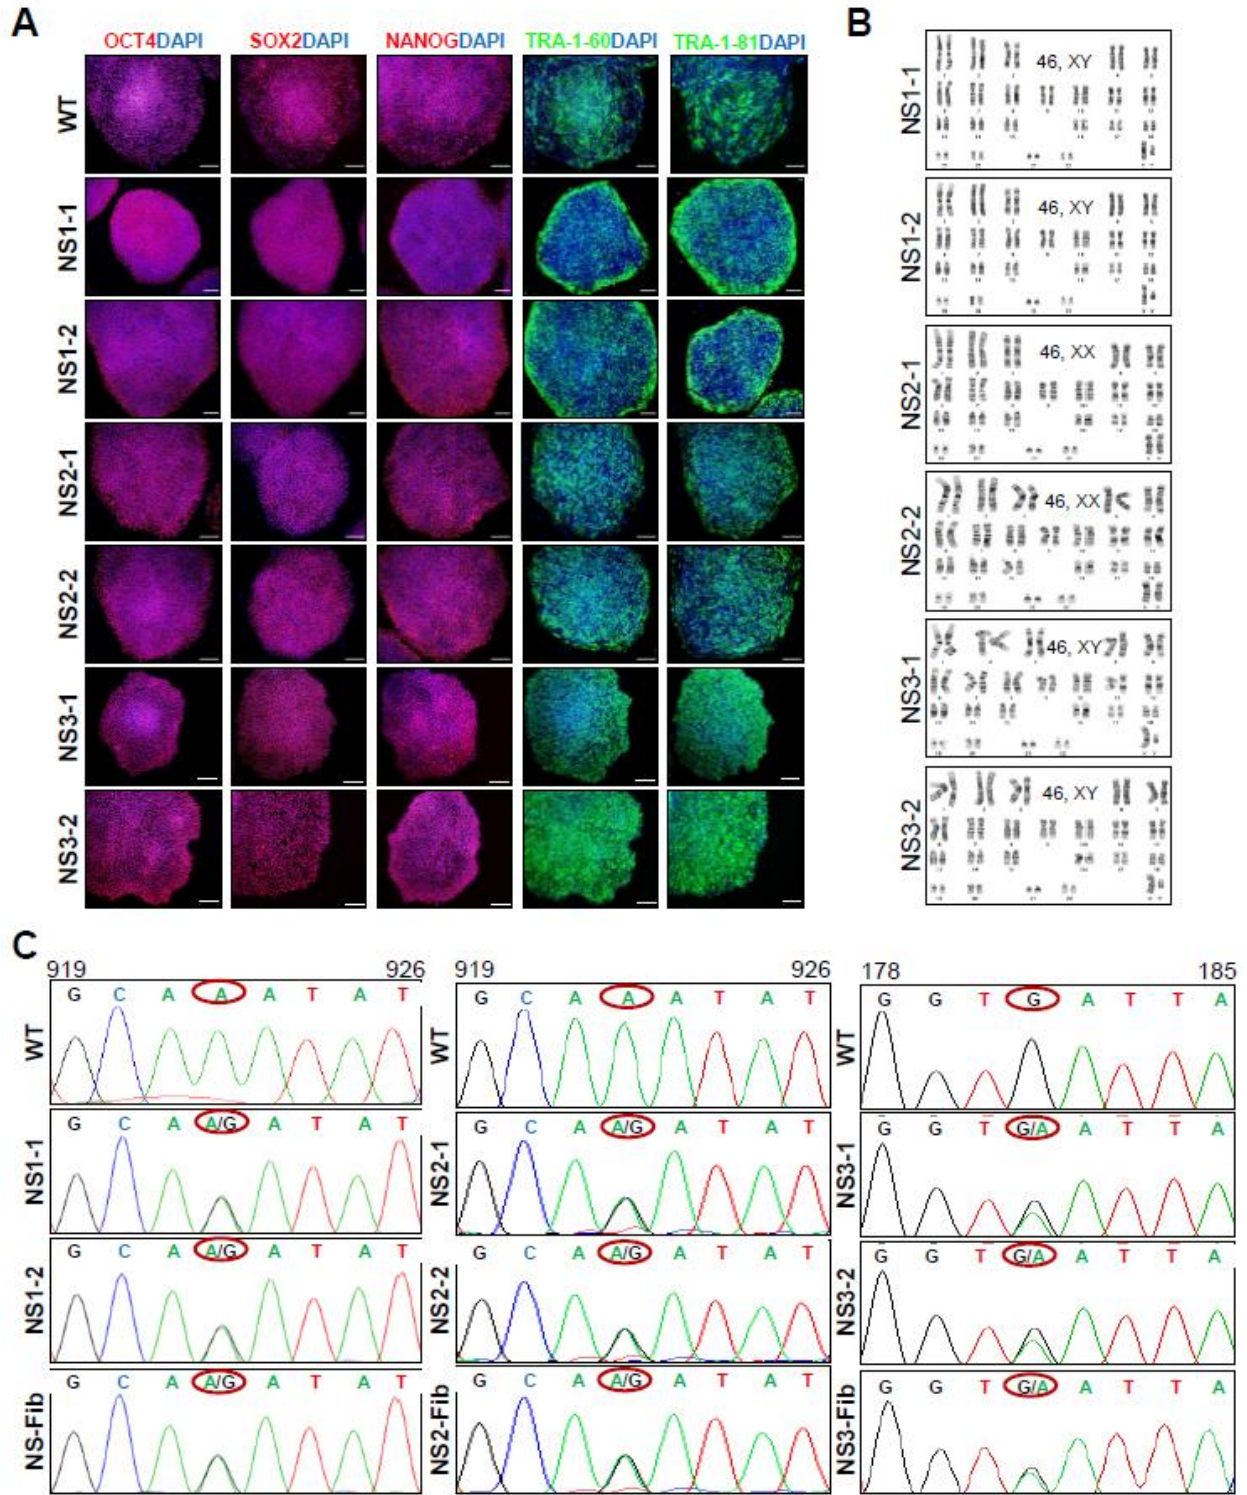 A
OCT4DAPI SOX2DAPI NANOGDAPI TRA-1-60DAPI TRA-1-81DAPI
WT
NS1-1
NS1-2
NS2-1
NS2-2
NS3-1
NS3-2
B
NS1-1
46, XY
NS1-2
46, XY
NS2-1
46, XX
NS2-2
46, XX
NS3-1
46, XY
NS3-2
46, XY
C
919 926
WT
G C A A A T A T
NS1-1
G C A A/G A T A T
NS1-2
G C A A/G A T A T
NS-Fib
G C A A/G A T A T
919 926
WT
G C A A A T A T
NS2-1
G C A A/G A T A T
NS2-2
G C A A/G A T A T
NS2-Fib
G C A A/G A T A T
178 185
WT
G G T G A T T A
NS3-1
G G T G/A A T T A
NS3-2
G G T G/A A T T A
NS3-Fib
G G T G/A A T T A